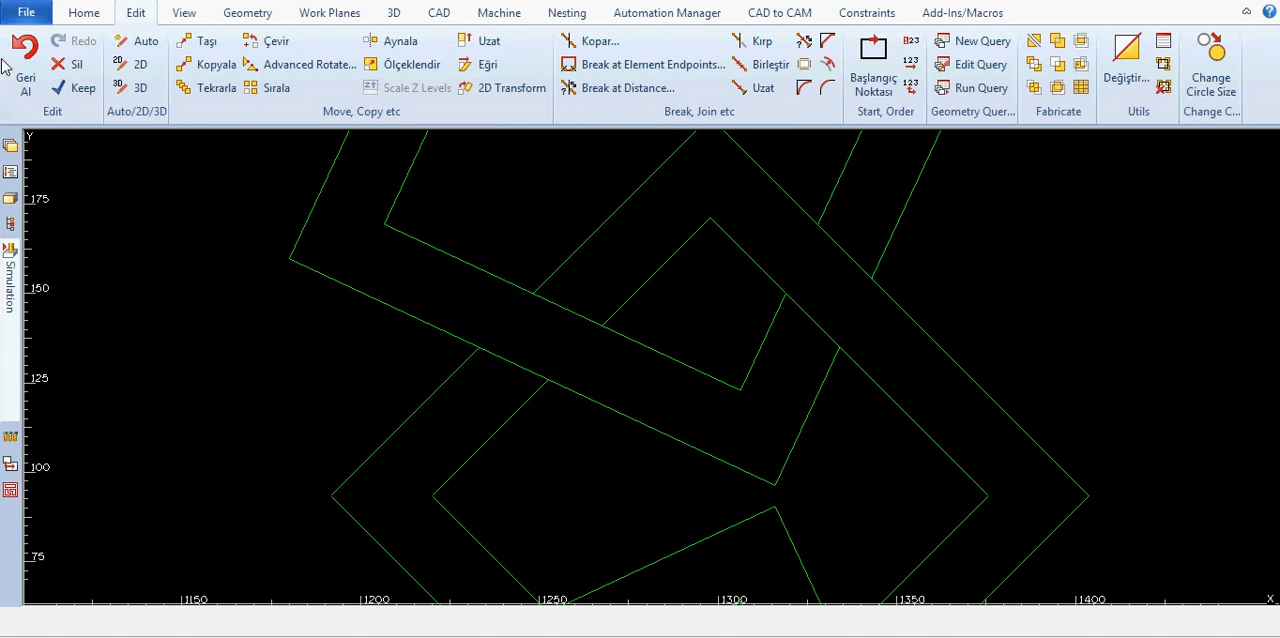 File Home Edit View Geometry Work Planes 3D CAD Machine Nesting Automation Manager CAD to CAM Constraints Add-Ins/Macros
Geri Al
Redo
Sil
Keep
Edit
Auto
2D 2D
3D 3D
Auto/2D/3D
Taşı Çevir Aynala Uzat
Kopyala Advanced Rotate... Ölçeklendir Eğri
Tekrarla Sırala Scale Z Levels 2D Transform
Move, Copy etc
Kopar... Kırp
Break at Element Endpoints... Birleştir
Break at Distance... Uzat
Break, Join etc
Başlangıç Noktası
123
123
123
Start, Order
New Query
Edit Query
Run Query
Geometry Quer...
Fabricate
Değiştir...
Utils
Change Circle Size
Change C...
Simulation
Y
175
150
125
100
75
1150 1200 1250 1300 1350 1400 X